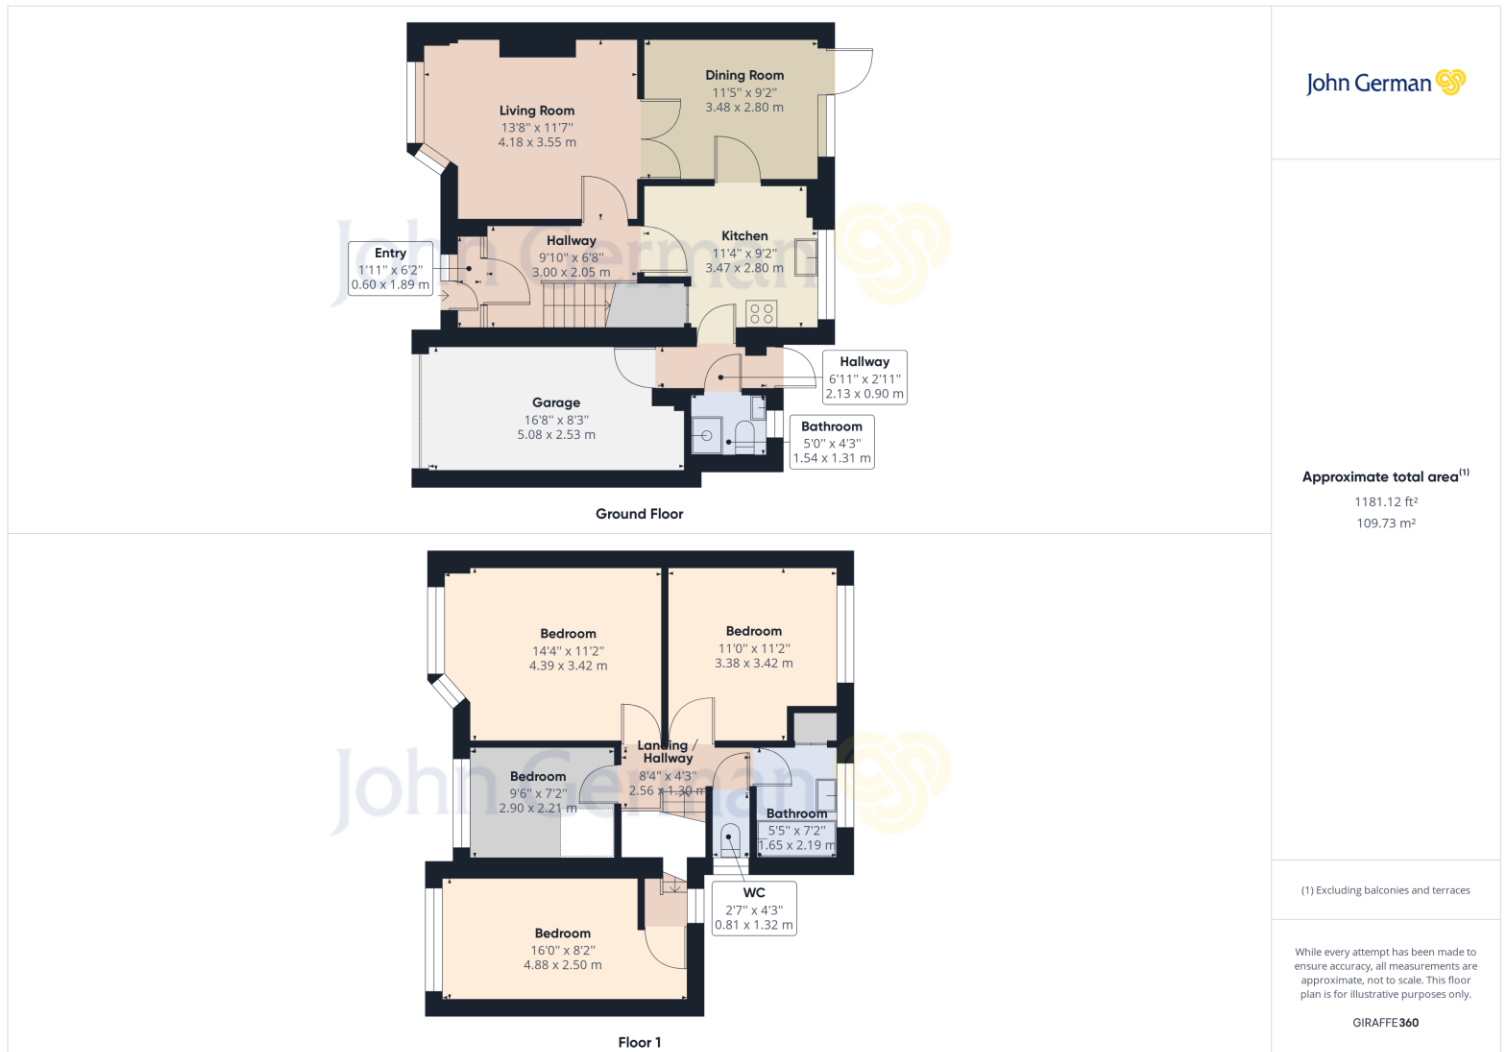 Living Room
13'8" x 11'7"
4.18 x 3.55 m
Dining Room
11'5" x 9'2"
3.48 x 2.80 m
Hallway
9'10" x 6'8"
3.00 x 2.05 m
Kitchen
11'4" x 9'2"
3.47 x 2.80 m
Entry
1'11" x 6'2"
0.60 x 1.89 m
Garage
16'8" x 8'3"
5.08 x 2.53 m
Hallway
6'11" x 2'11"
2.13 x 0.90 m
Bathroom
5'0" x 4'3"
1.54 x 1.31 m
John German
Ground Floor
Bedroom
14'4" x 11'2"
4.39 x 3.42 m
Bedroom
11'0" x 11'2"
3.38 x 3.42 m
Landing /
Hallway
8'4" x 4'3"
2.56 x 1.30 m
Bedroom
9'6" x 7'2"
2.90 x 2.21 m
Bathroom
5'5" x 7'2"
1.65 x 2.19 m
WC
2'7" x 4'3"
0.81 x 1.32 m
Bedroom
16'0" x 8'2"
4.88 x 2.50 m
John German
Floor 1
John German
Approximate total area(1)
1181.12 ft²
109.73 m²
(1) Excluding balconies and terraces
While every attempt has been made to
ensure accuracy, all measurements are
approximate, not to scale. This floor
plan is for illustrative purposes only.
GIRAFFE360